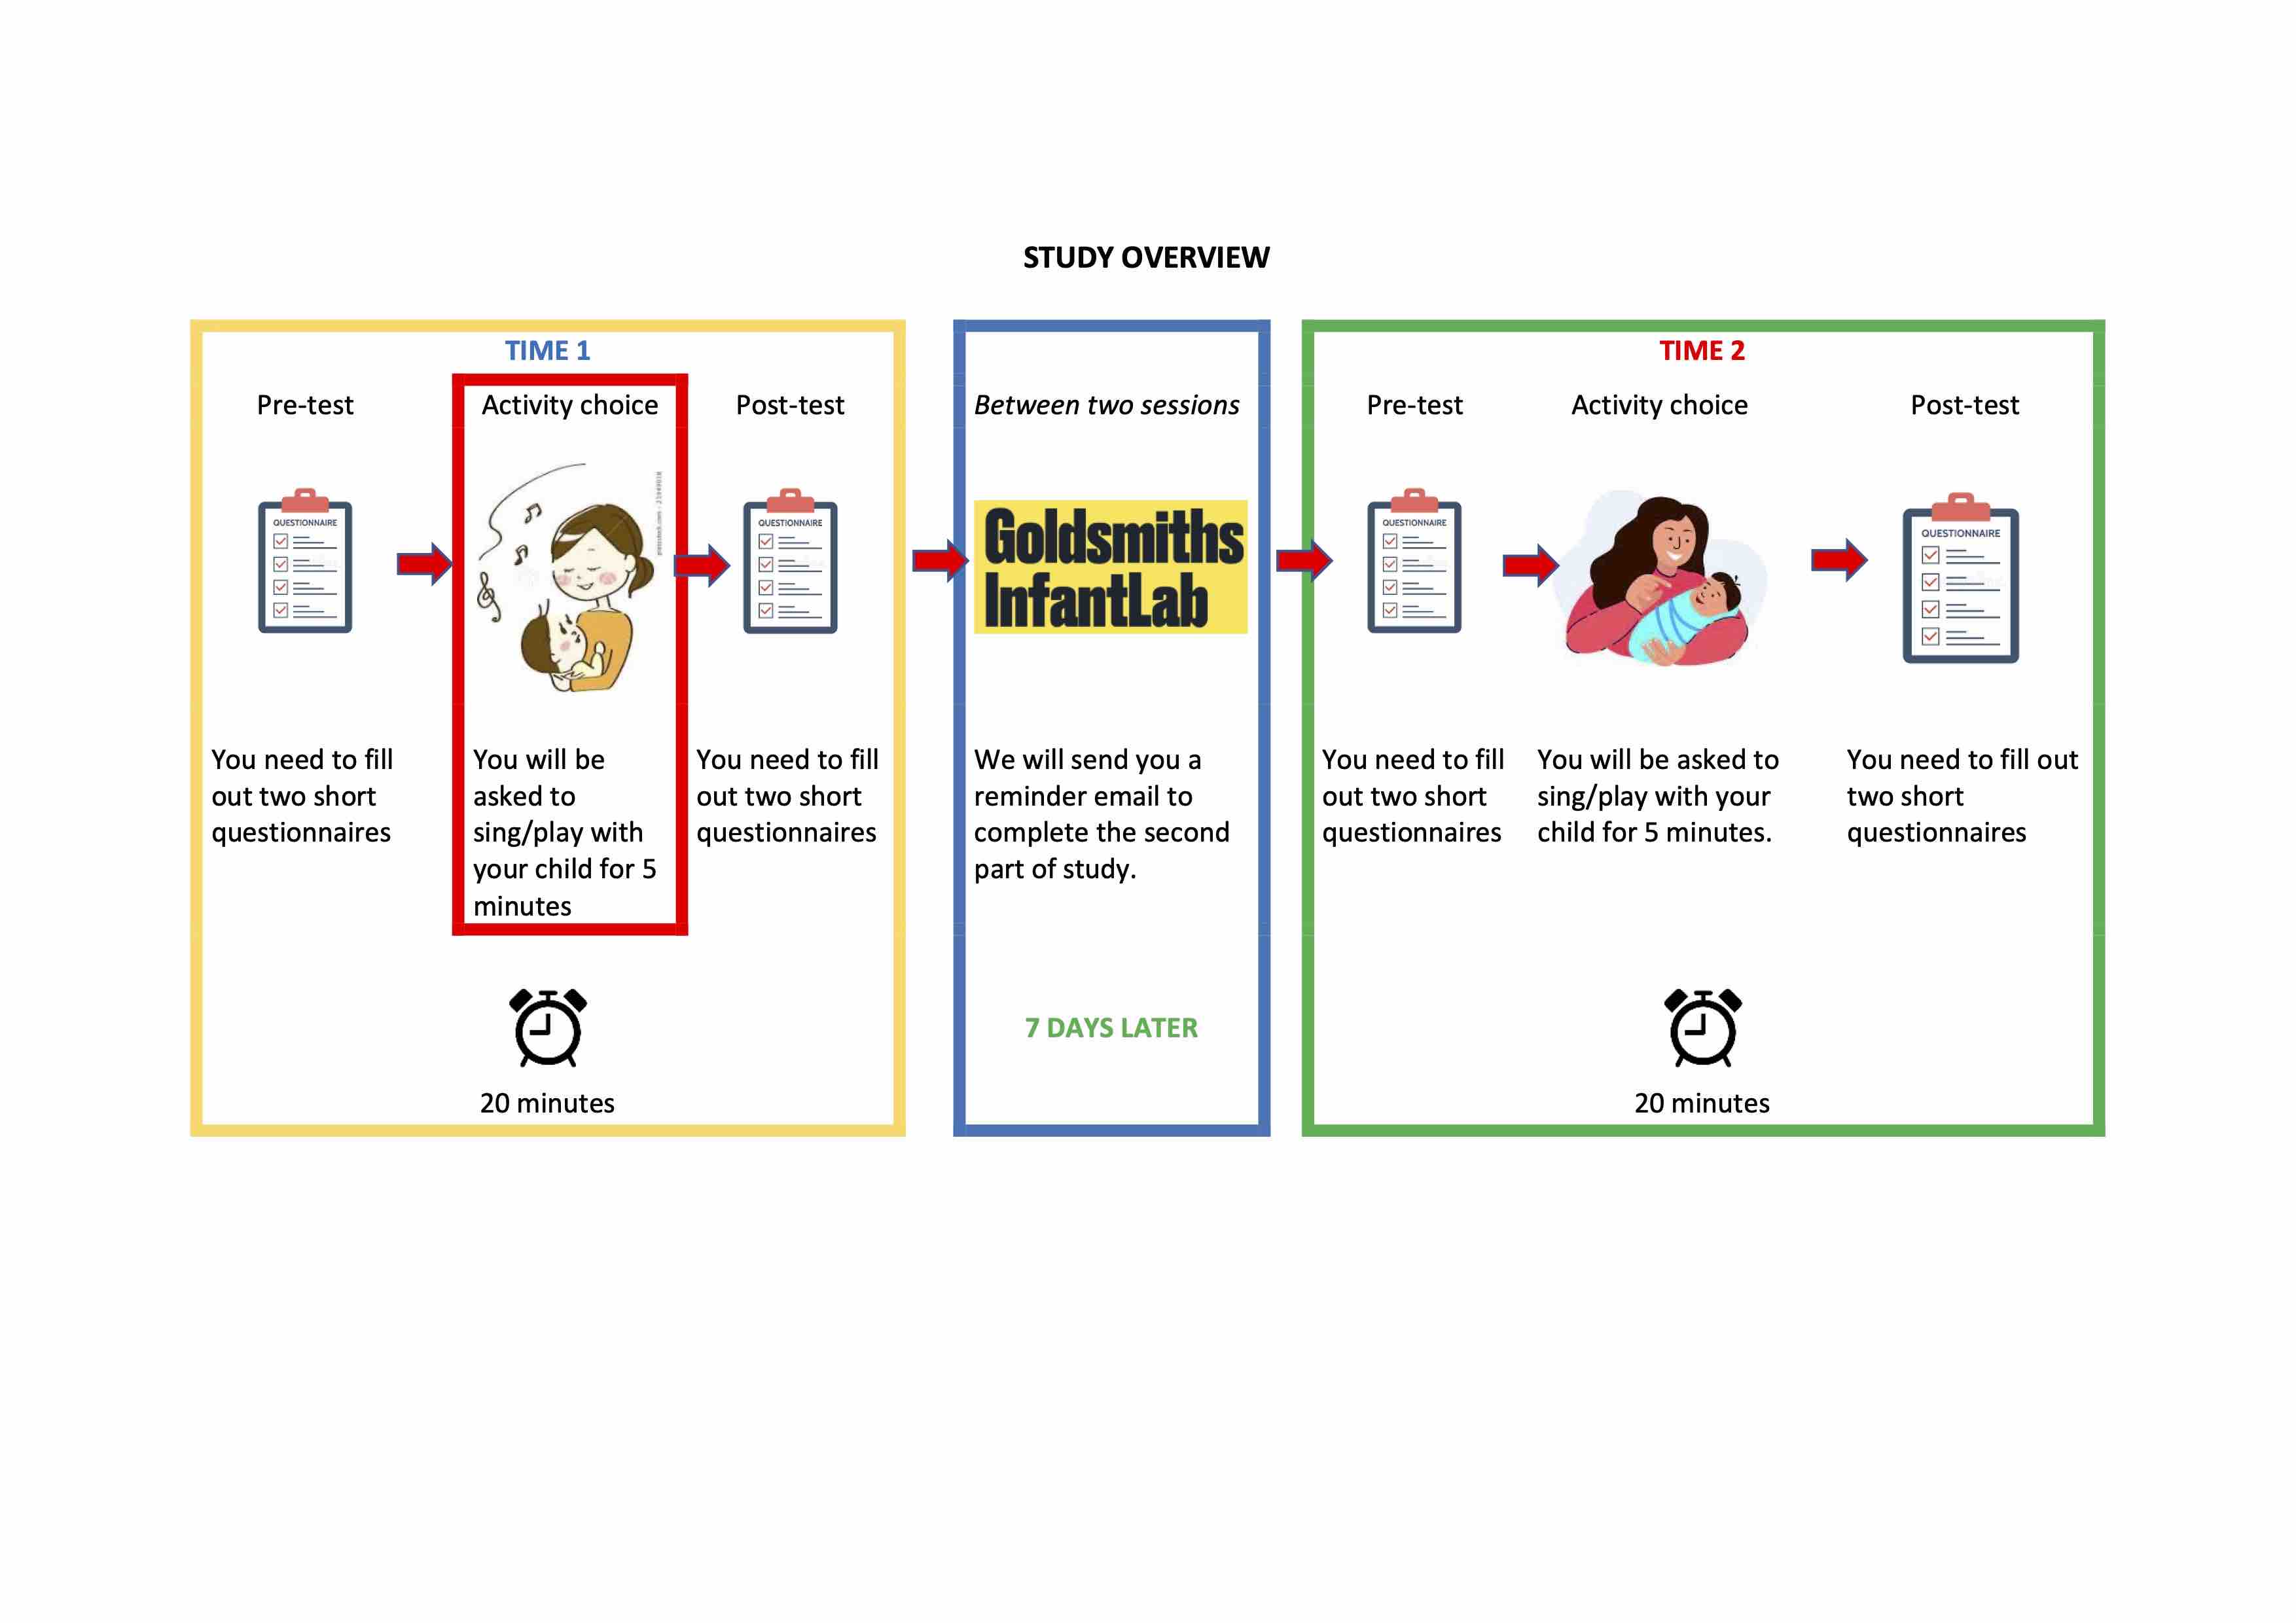 STUDY OVERVIEW
TIME 1
Pre-test
Activity choice
Post-test
QUESTIONNAIRE
QUESTIONNAIRE
You need to fill
out two short
questionnaires
You will be
asked to
sing/play with
your child for 5
minutes
You need to fill
out two short
questionnaires
20 minutes
Between two sessions
Goldsmiths
InfantLab
We will send you a
reminder email to
complete the second
part of study.
7 DAYS LATER
TIME 2
Pre-test
Activity choice
Post-test
QUESTIONNAIRE
QUESTIONNAIRE
You need to fill
out two short
questionnaires
You will be asked to
sing/play with your
child for 5 minutes.
You need to fill out
two short
questionnaires
20 minutes